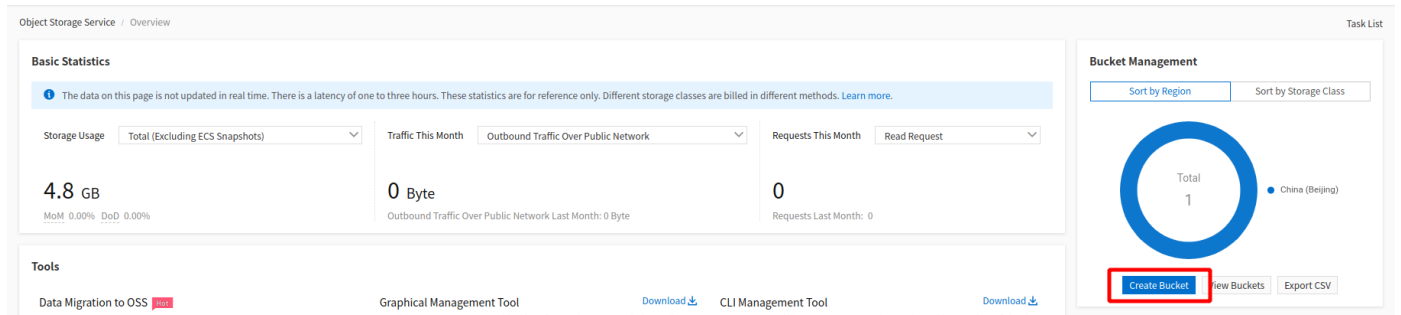 Object Storage Service / Overview
Task List
Basic Statistics
The data on this page is not updated in real time. There is a latency of one to three hours. These statistics are for reference only. Different storage classes are billed in different methods. Learn more.
Storage Usage Total (Excluding ECS Snapshots)
Traffic This Month Outbound Traffic Over Public Network
Requests This Month Read Request
4.8 GB
MoM 0.00% DoD 0.00%
0 Byte
Outbound Traffic Over Public Network Last Month: 0 Byte
0
Requests Last Month: 0
Bucket Management
Sort by Region Sort by Storage Class
Total
1
China (Beijing)
Create Bucket View Buckets Export CSV
Tools
Data Migration to OSS Hot
Graphical Management Tool Download
CLI Management Tool Download